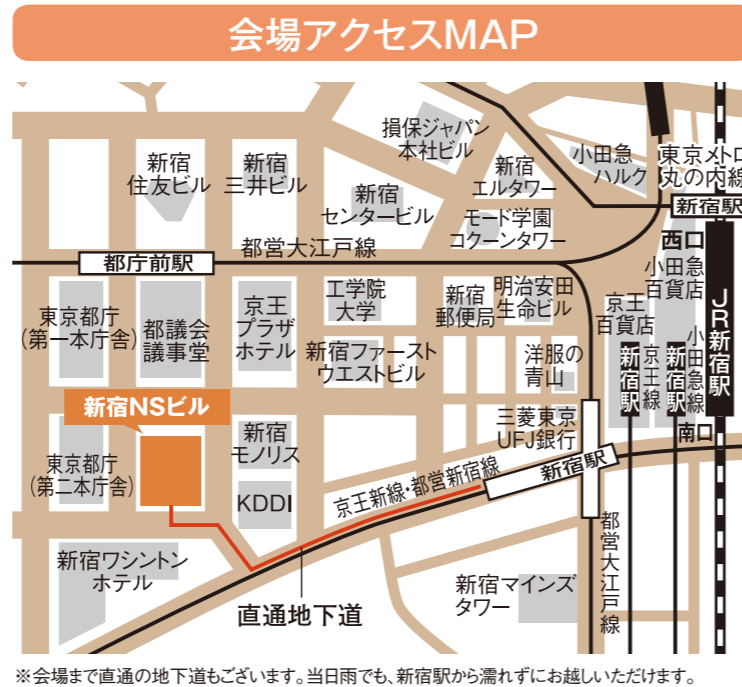 会場アクセスMAP
損保ジャパン
本社ビル
小田急
ハルク
東京メトロ
丸の内線
新宿
住友ビル
新宿
三井ビル
新宿
センタービル
新宿
エルタワー
モード学園
コクーンタワー
新宿駅
西口
都営大江戸線
都庁前駅
小田急
百貨店
東京都庁
(第一本庁舎)
都議会
議事堂
京王
プラザ
ホテル
工学院
大学
新宿
郵便局
明治安田
生命ビル
京王
百貨店
JR新宿駅
新宿ファースト
ウエストビル
洋服の
青山
新宿駅
京王線
新宿駅
小田急線
新宿NSビル
三菱東京
UFJ銀行
南口
東京都庁
(第二本庁舎)
新宿
モノリス
新宿駅
京王新線・都営新宿線
KDDI
都営大江戸線
新宿ワシントン
ホテル
新宿マインズ
タワー
直通地下道
※会場まで直通の地下道もございます。当日雨でも、新宿駅から濡れずにお越しいただけます。